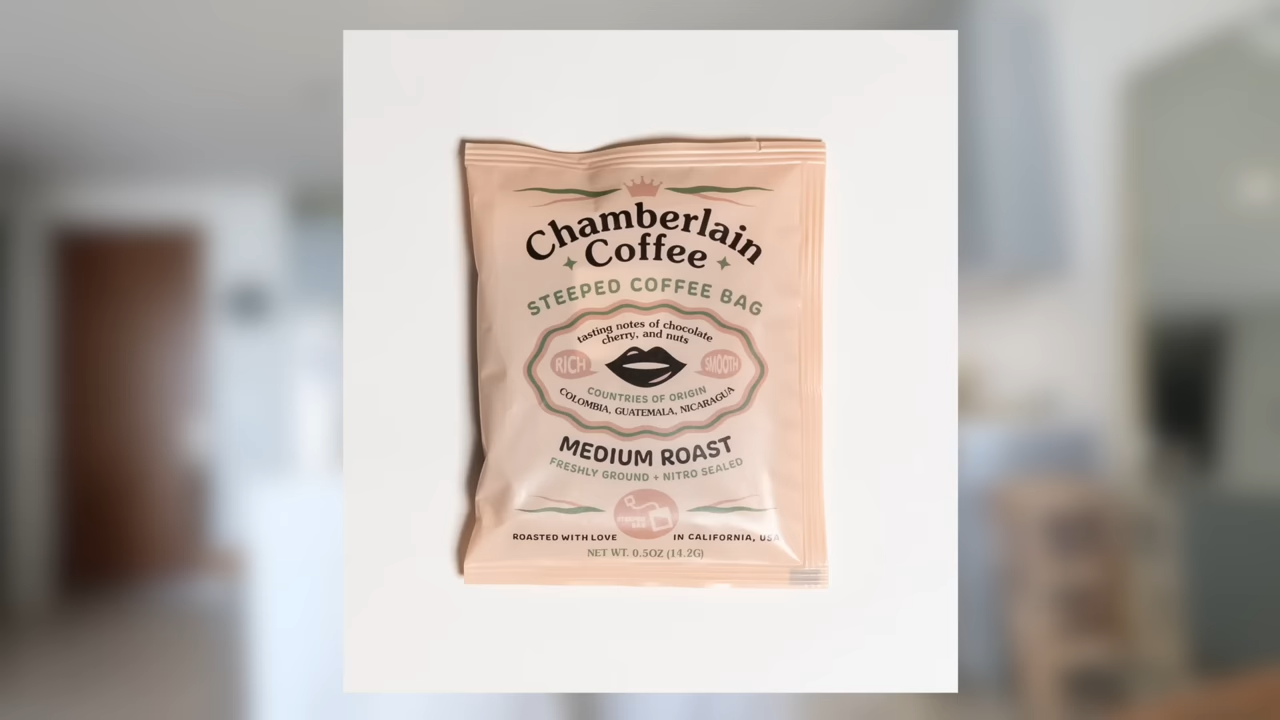 Chamberlain
Coffee
STEEPED COFFEE BAG
tasting notes of chocolate
cherry, and nuts
RICH
SMOOTH
COUNTRIES OF ORIGIN
COLOMBIA, GUATEMALA, NICARAGUA
MEDIUM ROAST
FRESHLY GROUND + NITRO SEALED
STEEPED
BAG
ROASTED WITH LOVE IN CALIFORNIA, USA
NET WT. 0.5OZ (14.2G)